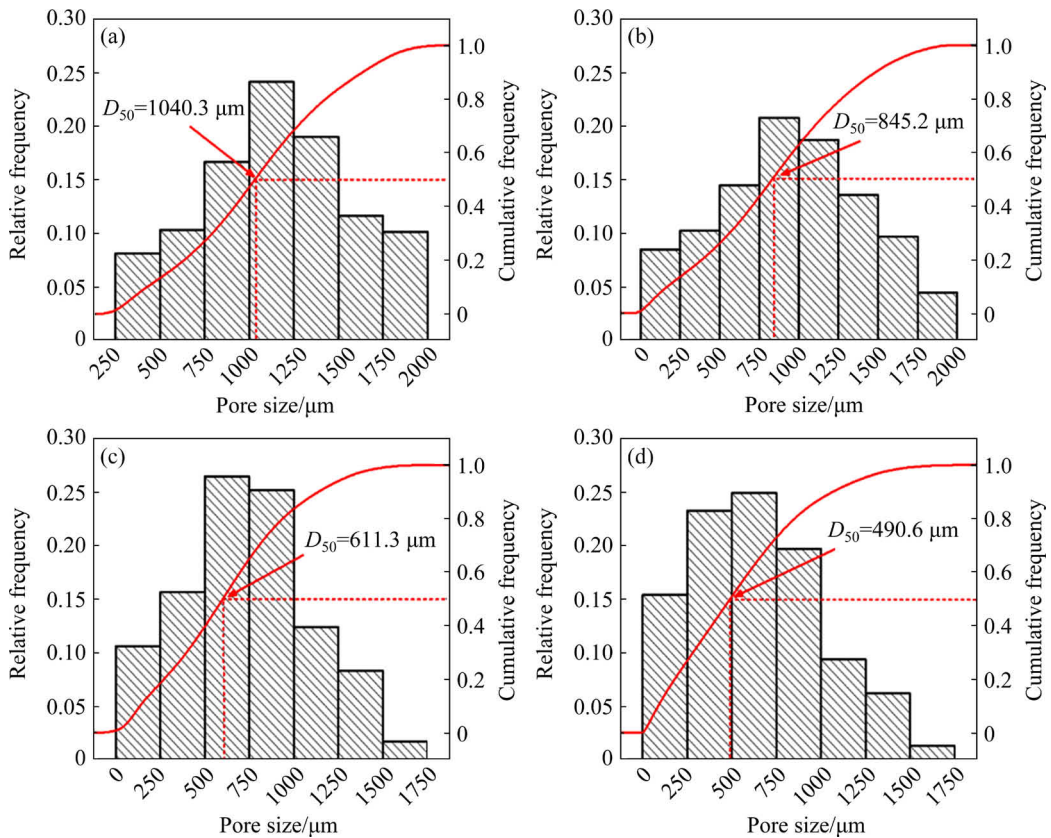 (a)
D50=1040.3 μm
Relative frequency
0.30
0.25
0.20
0.15
0.10
0.05
0
Cumulative frequency
1.0
0.8
0.6
0.4
0.2
0
250 500 750 1000 1250 1500 1750 2000
Pore size/μm
(b)
D50=845.2 μm
Relative frequency
0.30
0.25
0.20
0.15
0.10
0.05
0
Cumulative frequency
1.0
0.8
0.6
0.4
0.2
0
0 250 500 750 1000 1250 1500 1750 2000
Pore size/μm
(c)
D50=611.3 μm
Relative frequency
0.30
0.25
0.20
0.15
0.10
0.05
0
Cumulative frequency
1.0
0.8
0.6
0.4
0.2
0
0 250 500 750 1000 1250 1500 1750
Pore size/μm
(d)
D50=490.6 μm
Relative frequency
0.30
0.25
0.20
0.15
0.10
0.05
0
Cumulative frequency
1.0
0.8
0.6
0.4
0.2
0
0 250 500 750 1000 1250 1500 1750
Pore size/μm